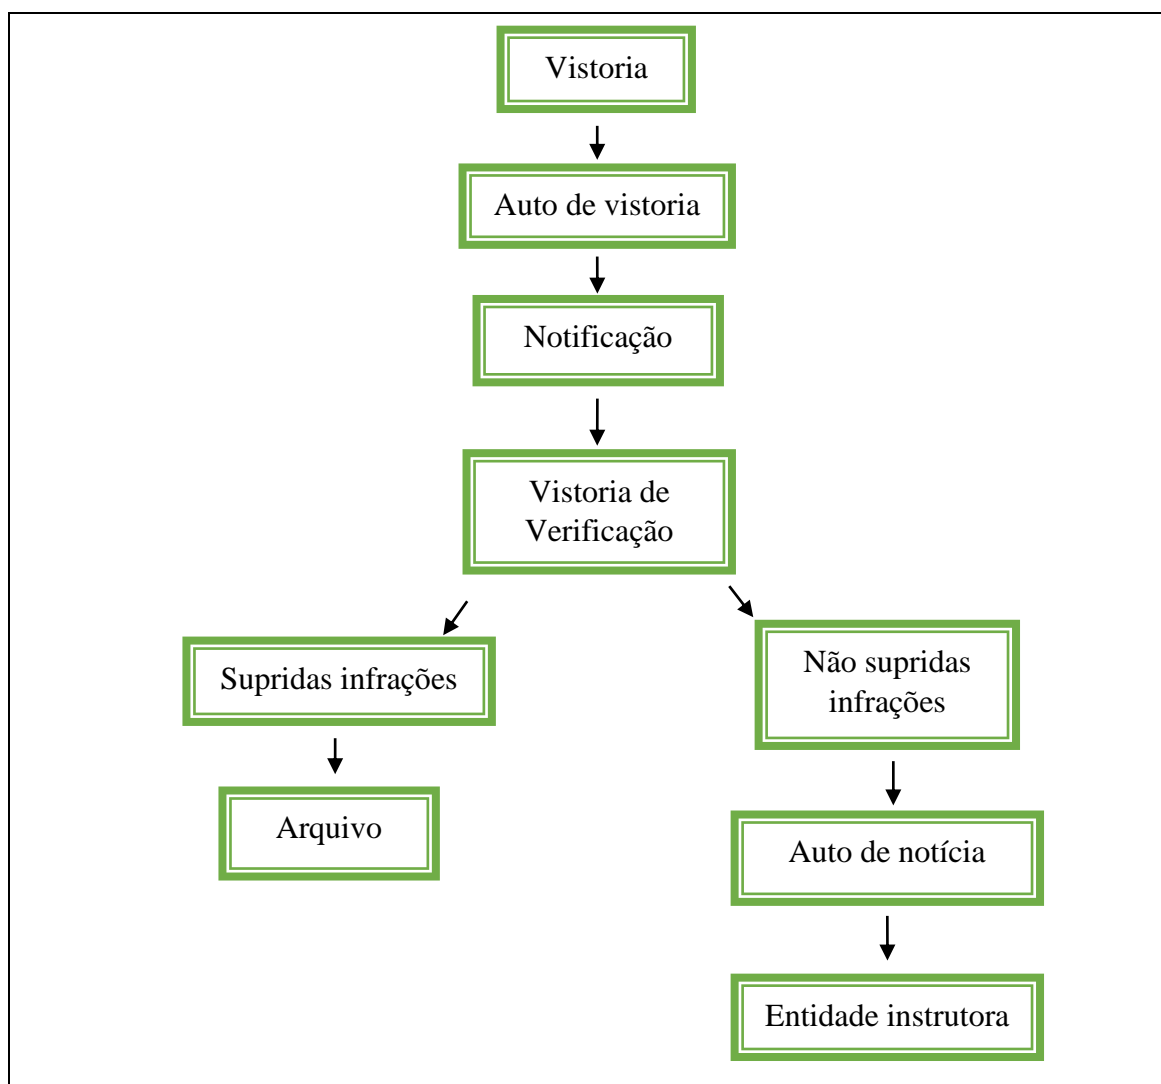 Vistoria
Auto de vistoria
Notificação
Vistoria de
Verificação
Supridas infrações
Arquivo
Não supridas
infrações
Auto de notícia
Entidade instrutora